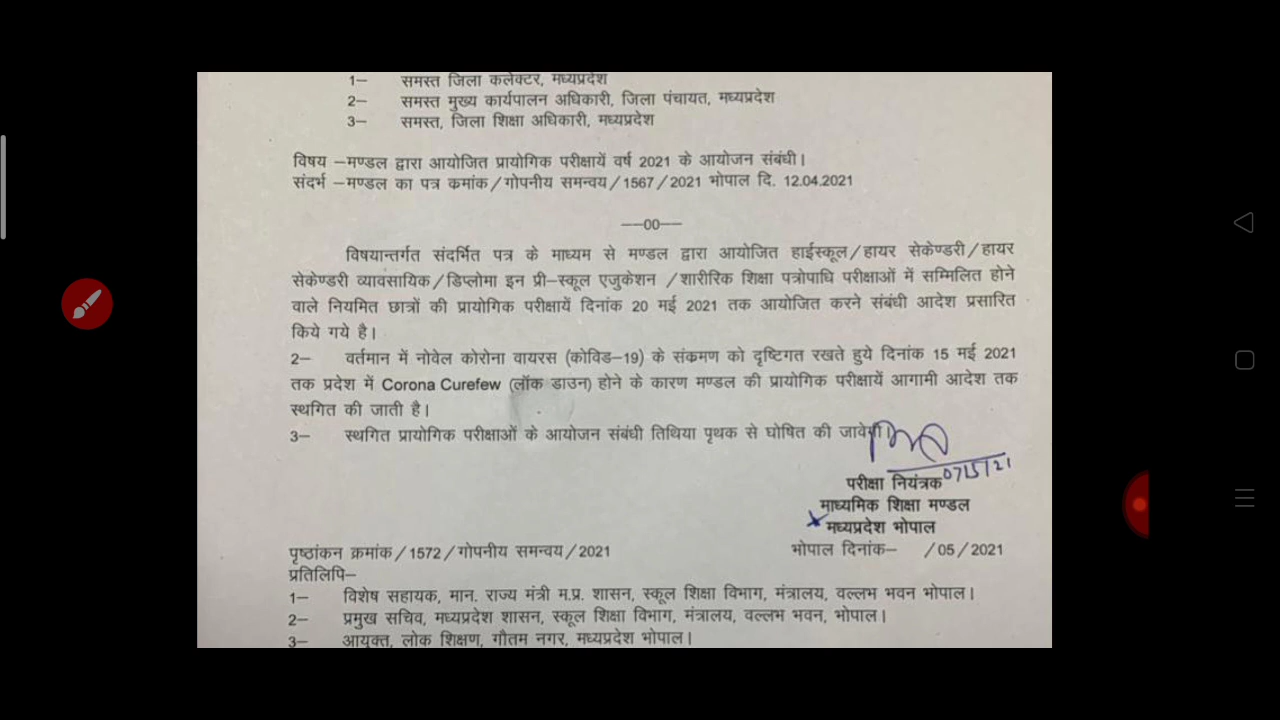 1– समस्त जिला कलेक्टर, मध्यप्रदेश
2– समस्त मुख्य कार्यपालन अधिकारी, जिला पंचायत, मध्यप्रदेश
3– समस्त, जिला शिक्षा अधिकारी, मध्यप्रदेश
विषय –मण्डल द्वारा आयोजित प्रायोगिक परीक्षायें वर्ष 2021 के आयोजन संबंधी।
संदर्भ –मण्डल का पत्र क्रमांक/गोपनीय समन्वय/1567/2021 भोपाल दि. 12.04.2021
––00––
विषयान्तर्गत संदर्भित पत्र के माध्यम से मण्डल द्वारा आयोजित हाईस्कूल/हायर सेकेण्डरी/हायर
सेकेण्डरी व्यावसायिक/डिप्लोमा इन प्री–स्कूल एजुकेशन /शारीरिक शिक्षा पत्रोपाधि परीक्षाओं में सम्मिलित होने
वाले नियमित छात्रों की प्रायोगिक परीक्षायें दिनांक 20 मई 2021 तक आयोजित करने संबंधी आदेश प्रसारित
किये गये है।
2– वर्तमान में नोवेल कोरोना वायरस (कोविड–19) के संक्रमण को दृष्टिगत रखते हुये दिनांक 15 मई 2021
तक प्रदेश में Corona Curefew (लॉक डाउन) होने के कारण मण्डल की प्रायोगिक परीक्षायें आगामी आदेश तक
स्थगित की जाती है।
3– स्थगित प्रायोगिक परीक्षाओं के आयोजन संबंधी तिथिया पृथक से घोषित की जावेगी।
07/5/21
परीक्षा नियंत्रक
माध्यमिक शिक्षा मण्डल
मध्यप्रदेश भोपाल
पृष्ठांकन क्रमांक/1572/गोपनीय समन्वय/2021 भोपाल दिनांक– /05/2021
प्रतिलिपि–
1– विशेष सहायक, मान. राज्य मंत्री म.प्र. शासन, स्कूल शिक्षा विभाग, मंत्रालय, वल्लभ भवन भोपाल।
2– प्रमुख सचिव, मध्यप्रदेश शासन, स्कूल शिक्षा विभाग, मंत्रालय, वल्लभ भवन, भोपाल।
3– आयुक्त, लोक शिक्षण, गौतम नगर, मध्यप्रदेश भोपाल।